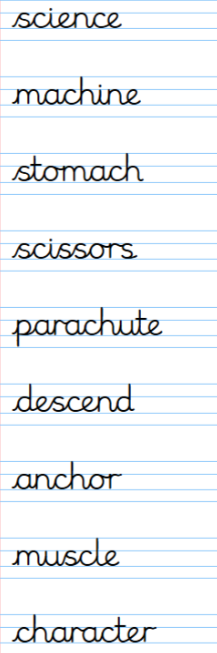 science
machine
stomach
scissors
parachute
descend
anchor
muscle
character